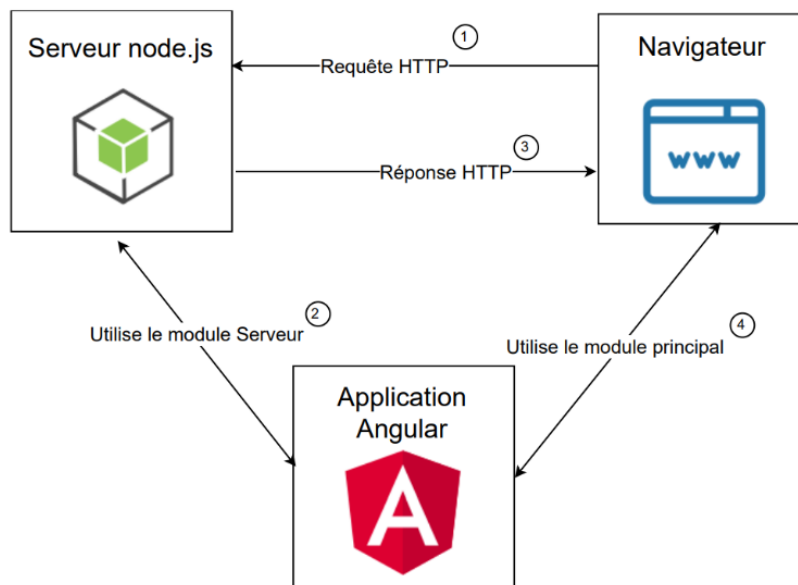 Serveur node.js
1
Requête HTTP
Navigateur
www
3
Réponse HTTP
2
Utilise le module Serveur
4
Utilise le module principal
Application
Angular
A